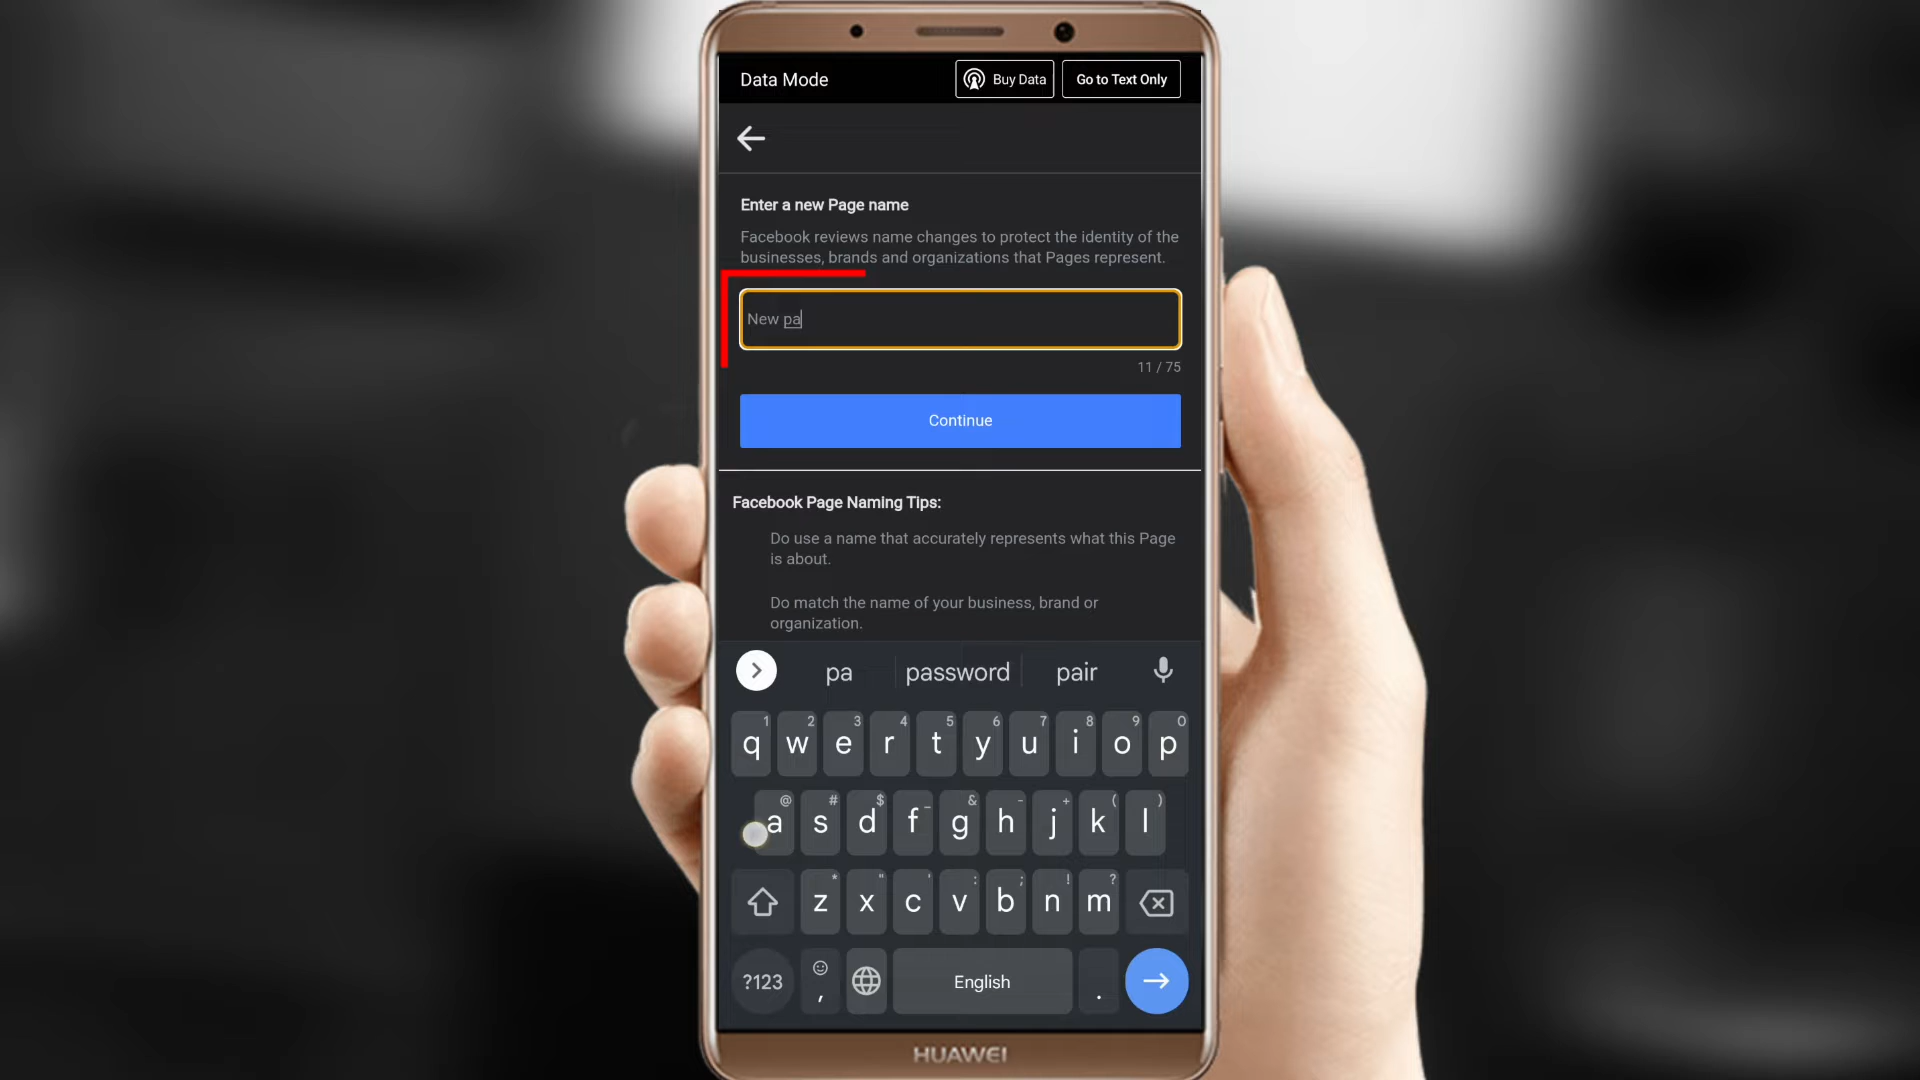 Data Mode
Buy Data
Go to Text Only
Enter a new Page name
Facebook reviews name changes to protect the identity of the
businesses, brands and organizations that Pages represent.
New pa
11 / 75
Continue
Facebook Page Naming Tips:
Do use a name that accurately represents what this Page
is about.
Do match the name of your business, brand or
organization.
pa password pair
1 2 3 4 5 6 7 8 9 0
q w e r t y u i o p
@ # $ _ & - + ( )
a s d f g h j k l
* " ' : ; ! ?
z x c v b n m
?123 , English .
HUAWEI